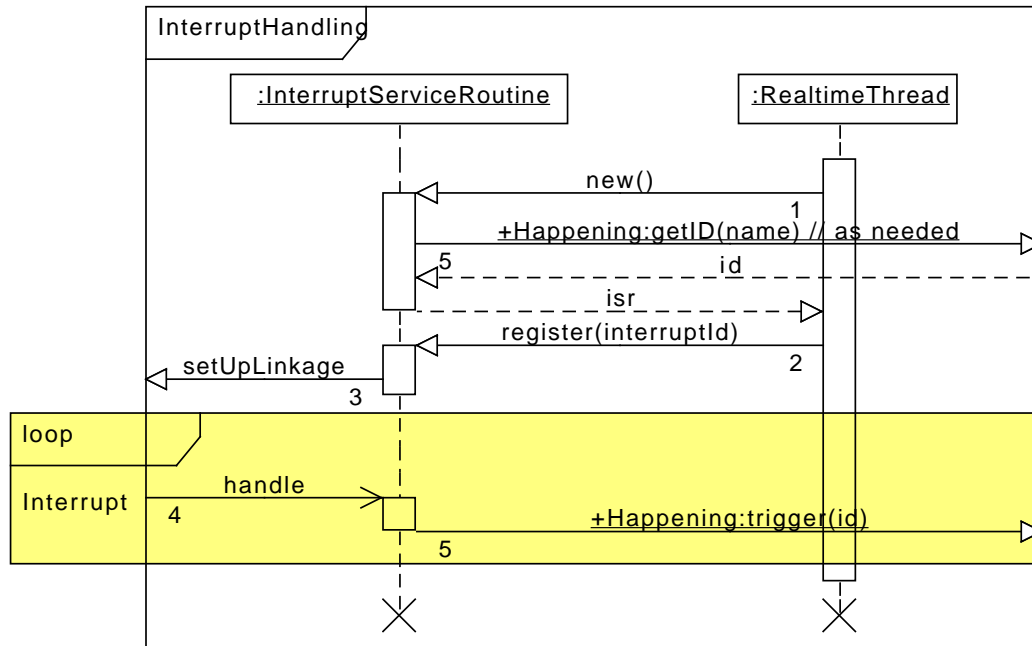 InterruptHandling
:InterruptServiceRoutine
:RealtimeThread
new()
1
+Happening:getID(name) // as needed
5
id
isr
register(interruptId)
2
setUpLinkage
3
loop
Interrupt
handle
4
+Happening:trigger(id)
5